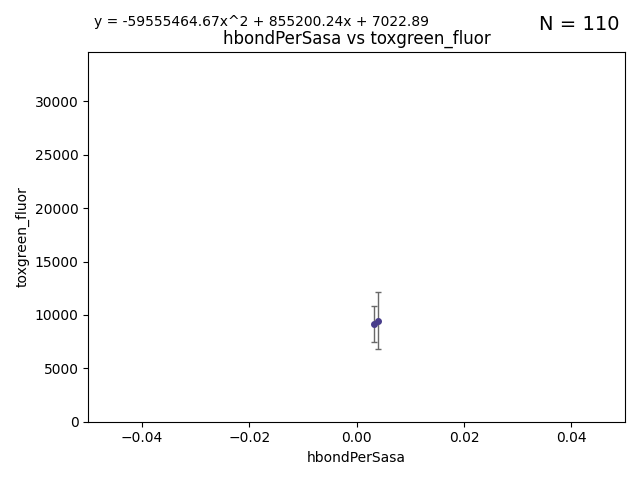 y = -59555464.67x^2 + 855200.24x + 7022.89
N = 110
hbondPerSasa vs toxgreen_fluor
30000
25000
20000
15000
10000
5000
0
toxgreen_fluor
−0.04
−0.02
0.00
0.02
0.04
hbondPerSasa